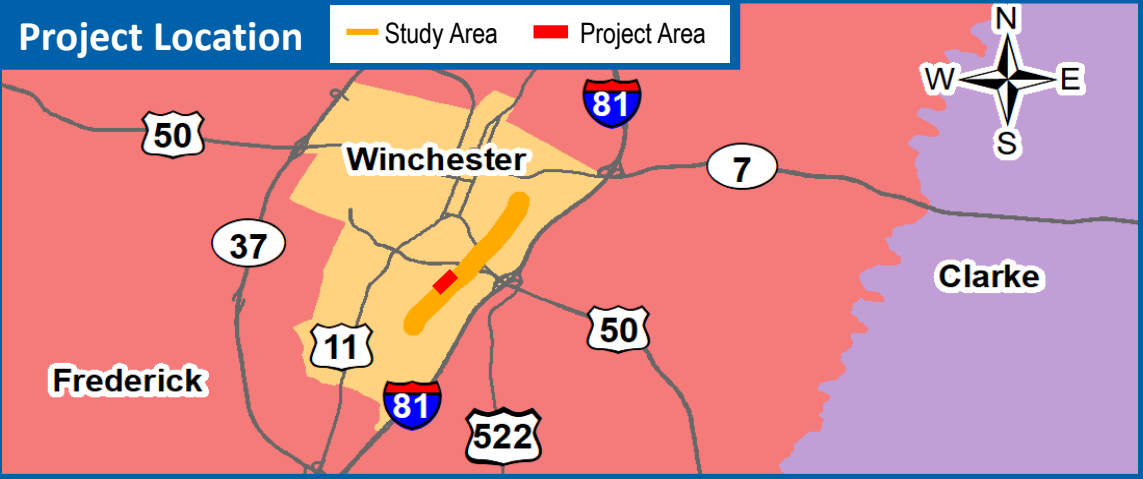 Project Location
Study Area
Project Area
N
W E
S
81
50
Winchester
7
37
Clarke
50
11
Frederick
81
522